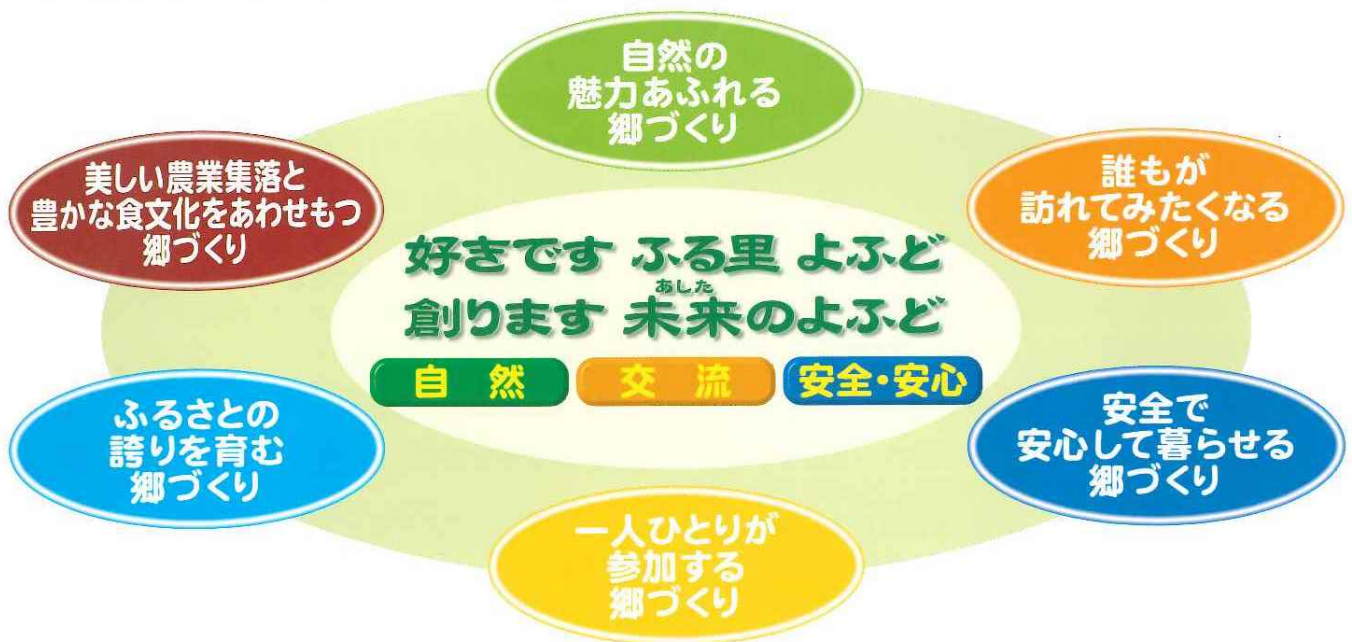 自然の
魅力あふれる
郷づくり
美しい農業集落と
豊かな食文化をあわせもつ
郷づくり
誰もが
訪れてみたくなる
郷づくり
好きです ふる里 よふど
あした
創ります 未来のよふど
自然
交流
安全・安心
ふるさとの
誇りを育む
郷づくり
安全で
安心して暮らせる
郷づくり
一人ひとりが
参加する
郷づくり